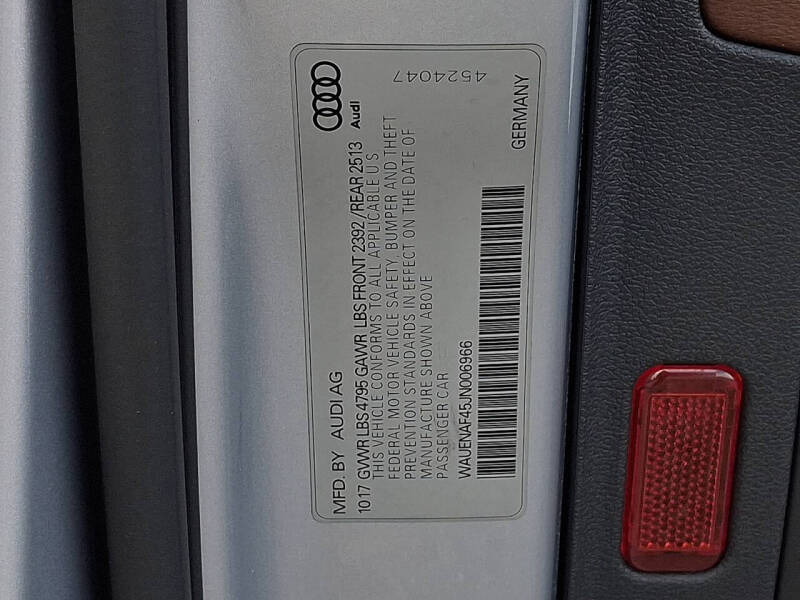 MFD. BY AUDI AG
10 17 GVWR LBS 4795 GAWR LBS FRONT 2392 /REAR 2513
Audi
THIS VEHICLE CONFORMS TO ALL APPLICABLE U S
FEDERAL MOTOR VEHICLE SAFETY, BUMPER AND THEFT
PREVENTION STANDARDS IN EFFECT ON THE DATE OF
MANUFACTURE SHOWN ABOVE
PASSENGER CAR
WAUENAF45JN006966
4524047
GERMANY